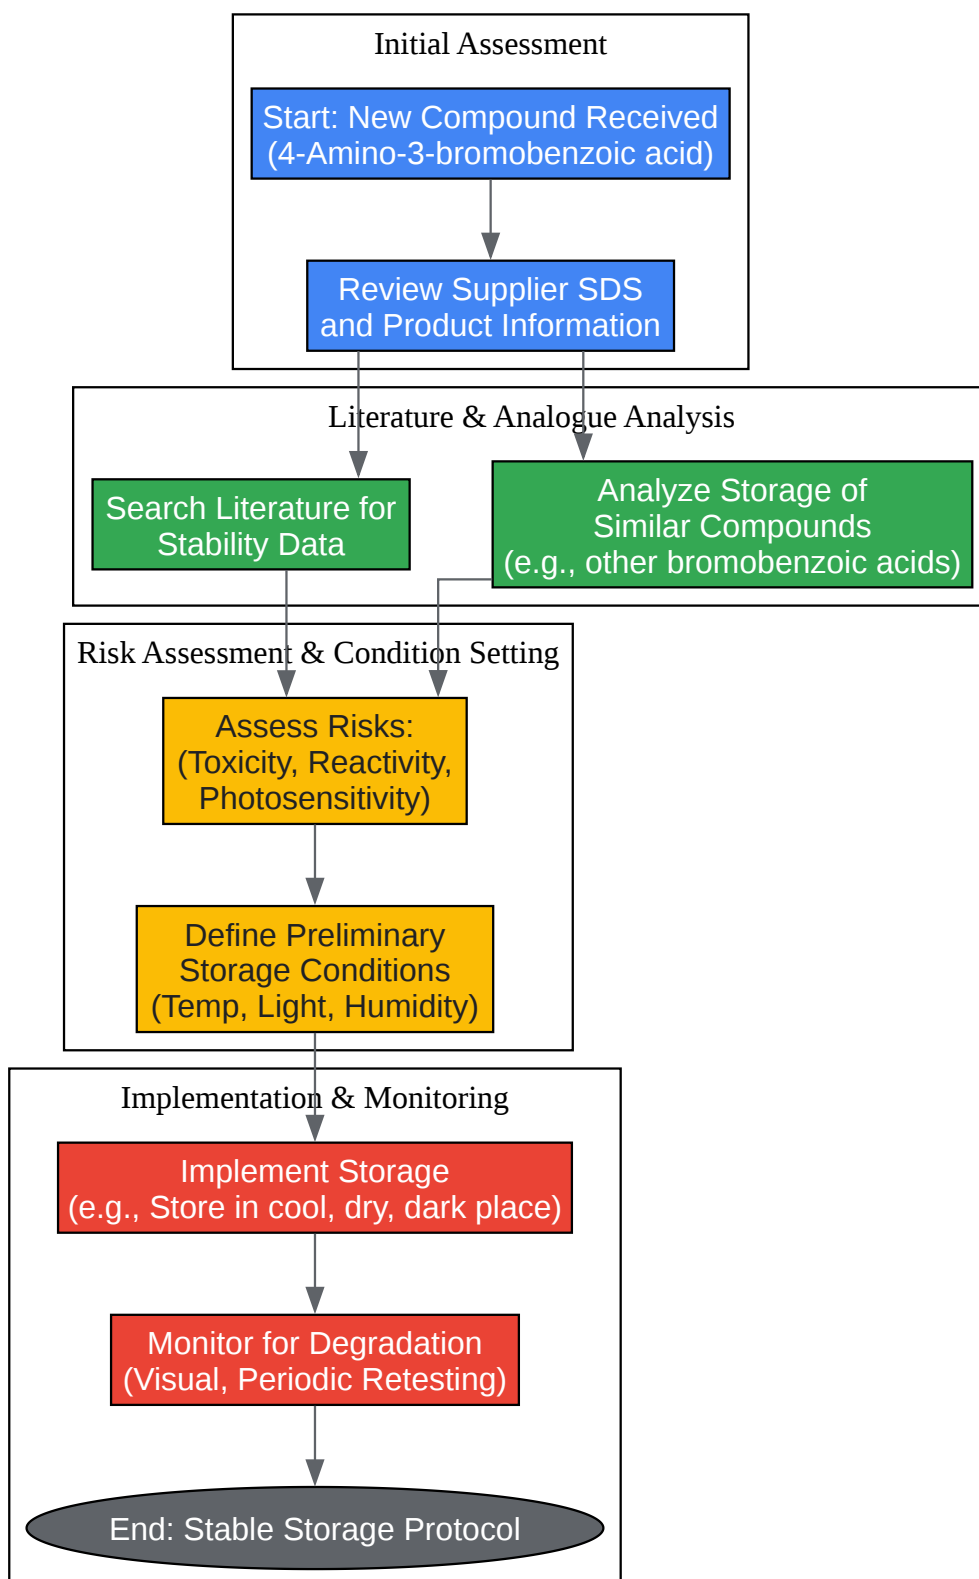 Initial Assessment
Start: New Compound Received
(4-Amino-3-bromobenzoic acid)
Review Supplier SDS
and Product Information
Literature & Analogue Analysis
Search Literature for
Stability Data
Analyze Storage of
Similar Compounds
(e.g., other bromobenzoic acids)
Risk Assessment & Condition Setting
Assess Risks:
(Toxicity, Reactivity,
Photosensitivity)
Define Preliminary
Storage Conditions
(Temp, Light, Humidity)
Implementation & Monitoring
Implement Storage
(e.g., Store in cool, dry, dark place)
Monitor for Degradation
(Visual, Periodic Retesting)
End: Stable Storage Protocol